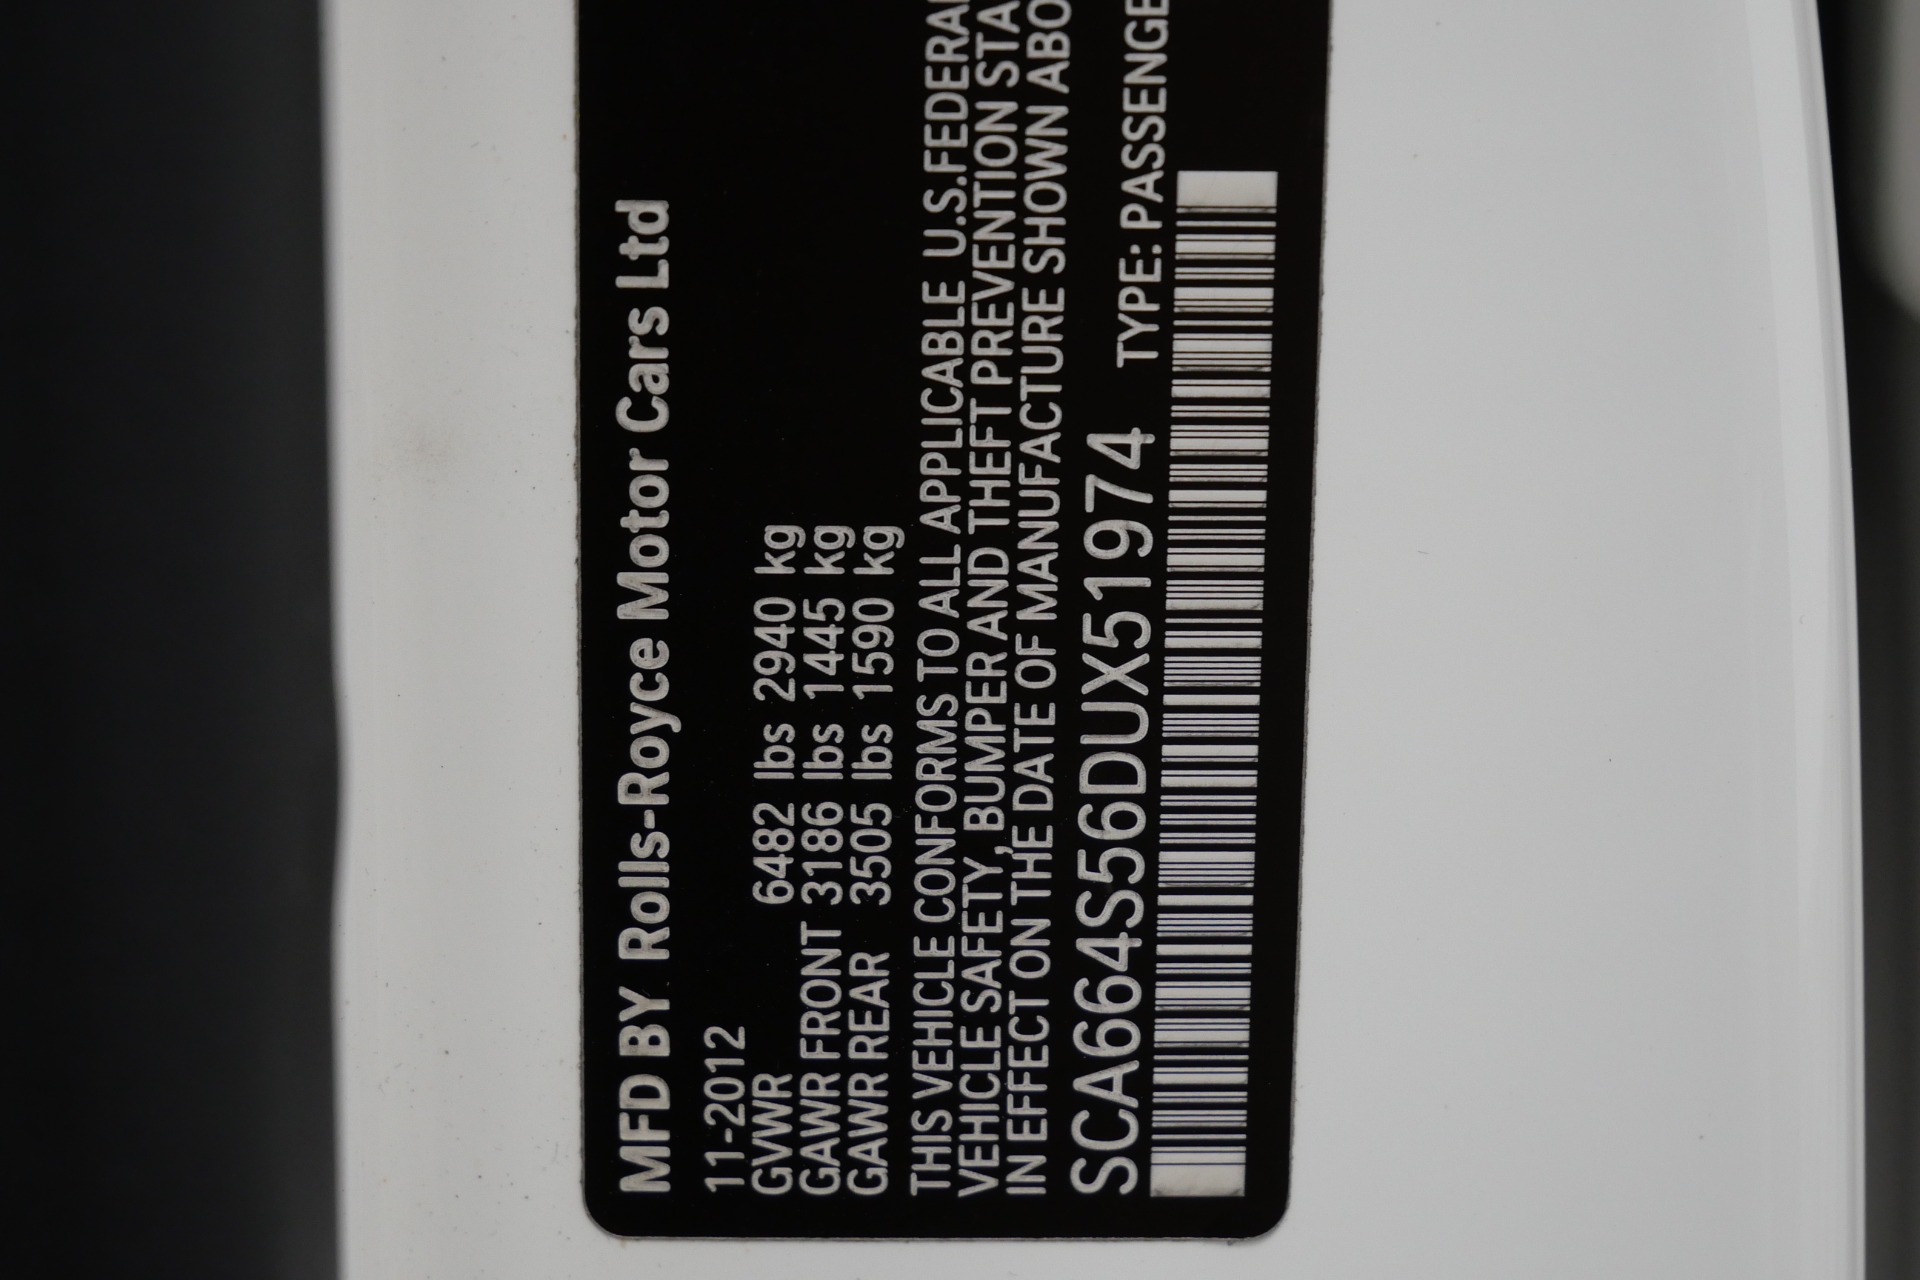 MFD BY Rolls-Royce Motor Cars Ltd
11-2012
GVWR 6482 lbs 2940 kg
GAWR FRONT 3186 lbs 1445 kg
GAWR REAR 3505 lbs 1590 kg
THIS VEHICLE CONFORMS TO ALL APPLICABLE U.S.FEDERAL
VEHICLE SAFETY, BUMPER AND THEFT PREVENTION STA
IN EFFECT ON THE DATE OF MANUFACTURE SHOWN ABO
SCA664S56DUX51974 TYPE: PASSENGE